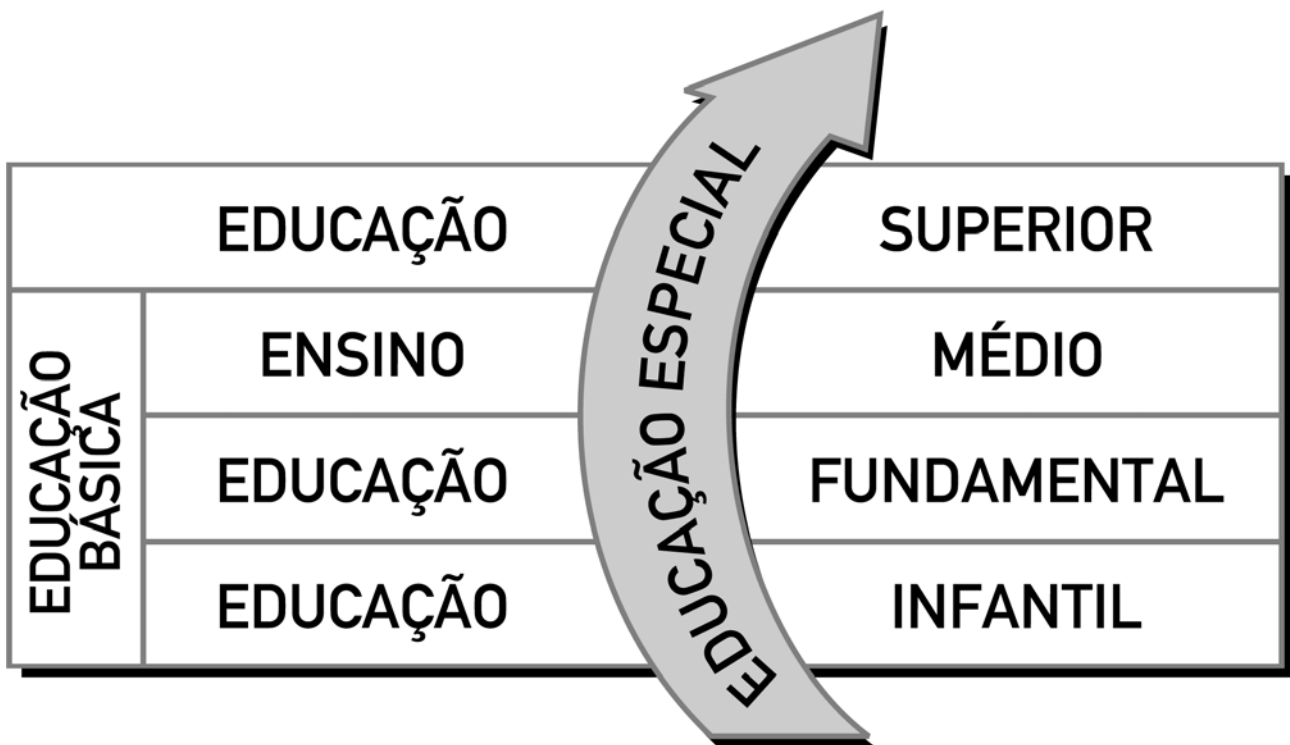 EDUCAÇÃO SUPERIOR
EDUCAÇÃO
BÁSICA
ENSINO MÉDIO
EDUCAÇÃO FUNDAMENTAL
EDUCAÇÃO INFANTIL
EDUCAÇÃO ESPECIAL